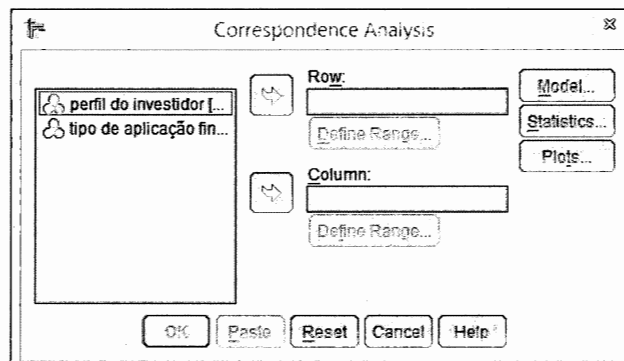 Correspondence Analysis
perfil do investidor [...
tipo de aplicação fin...
Row:
Define Range...
Column:
Define Range...
Model...
Statistics...
Plots...
OK
Paste
Reset
Cancel
Help